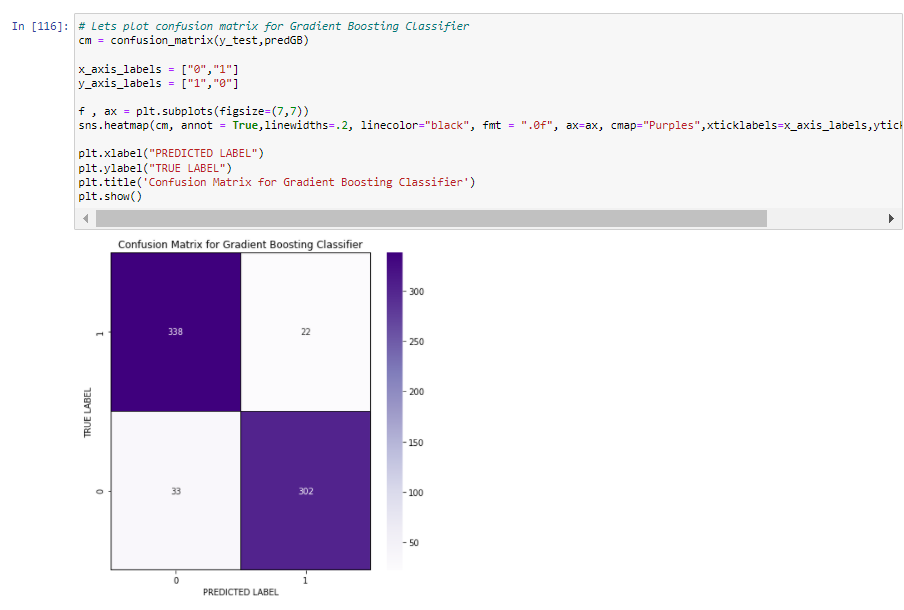 In [116]: # Lets plot confusion matrix for Gradient Boosting Classifier
cm = confusion_matrix(y_test,predGB)
x_axis_labels = ["0","1"]
y_axis_labels = ["1","0"]
f , ax = plt.subplots(figsize=(7,7))
sns.heatmap(cm, annot = True,linewidths=.2, linecolor="black", fmt = ".0f", ax=ax, cmap="Purples",xticklabels=x_axis_labels,ytick
plt.xlabel("PREDICTED LABEL")
plt.ylabel("TRUE LABEL")
plt.title('Confusion Matrix for Gradient Boosting Classifier')
plt.show()
Confusion Matrix for Gradient Boosting Classifier
300
250
200
150
100
50
1
338
22
TRUE LABEL
0
33
302
0
1
PREDICTED LABEL